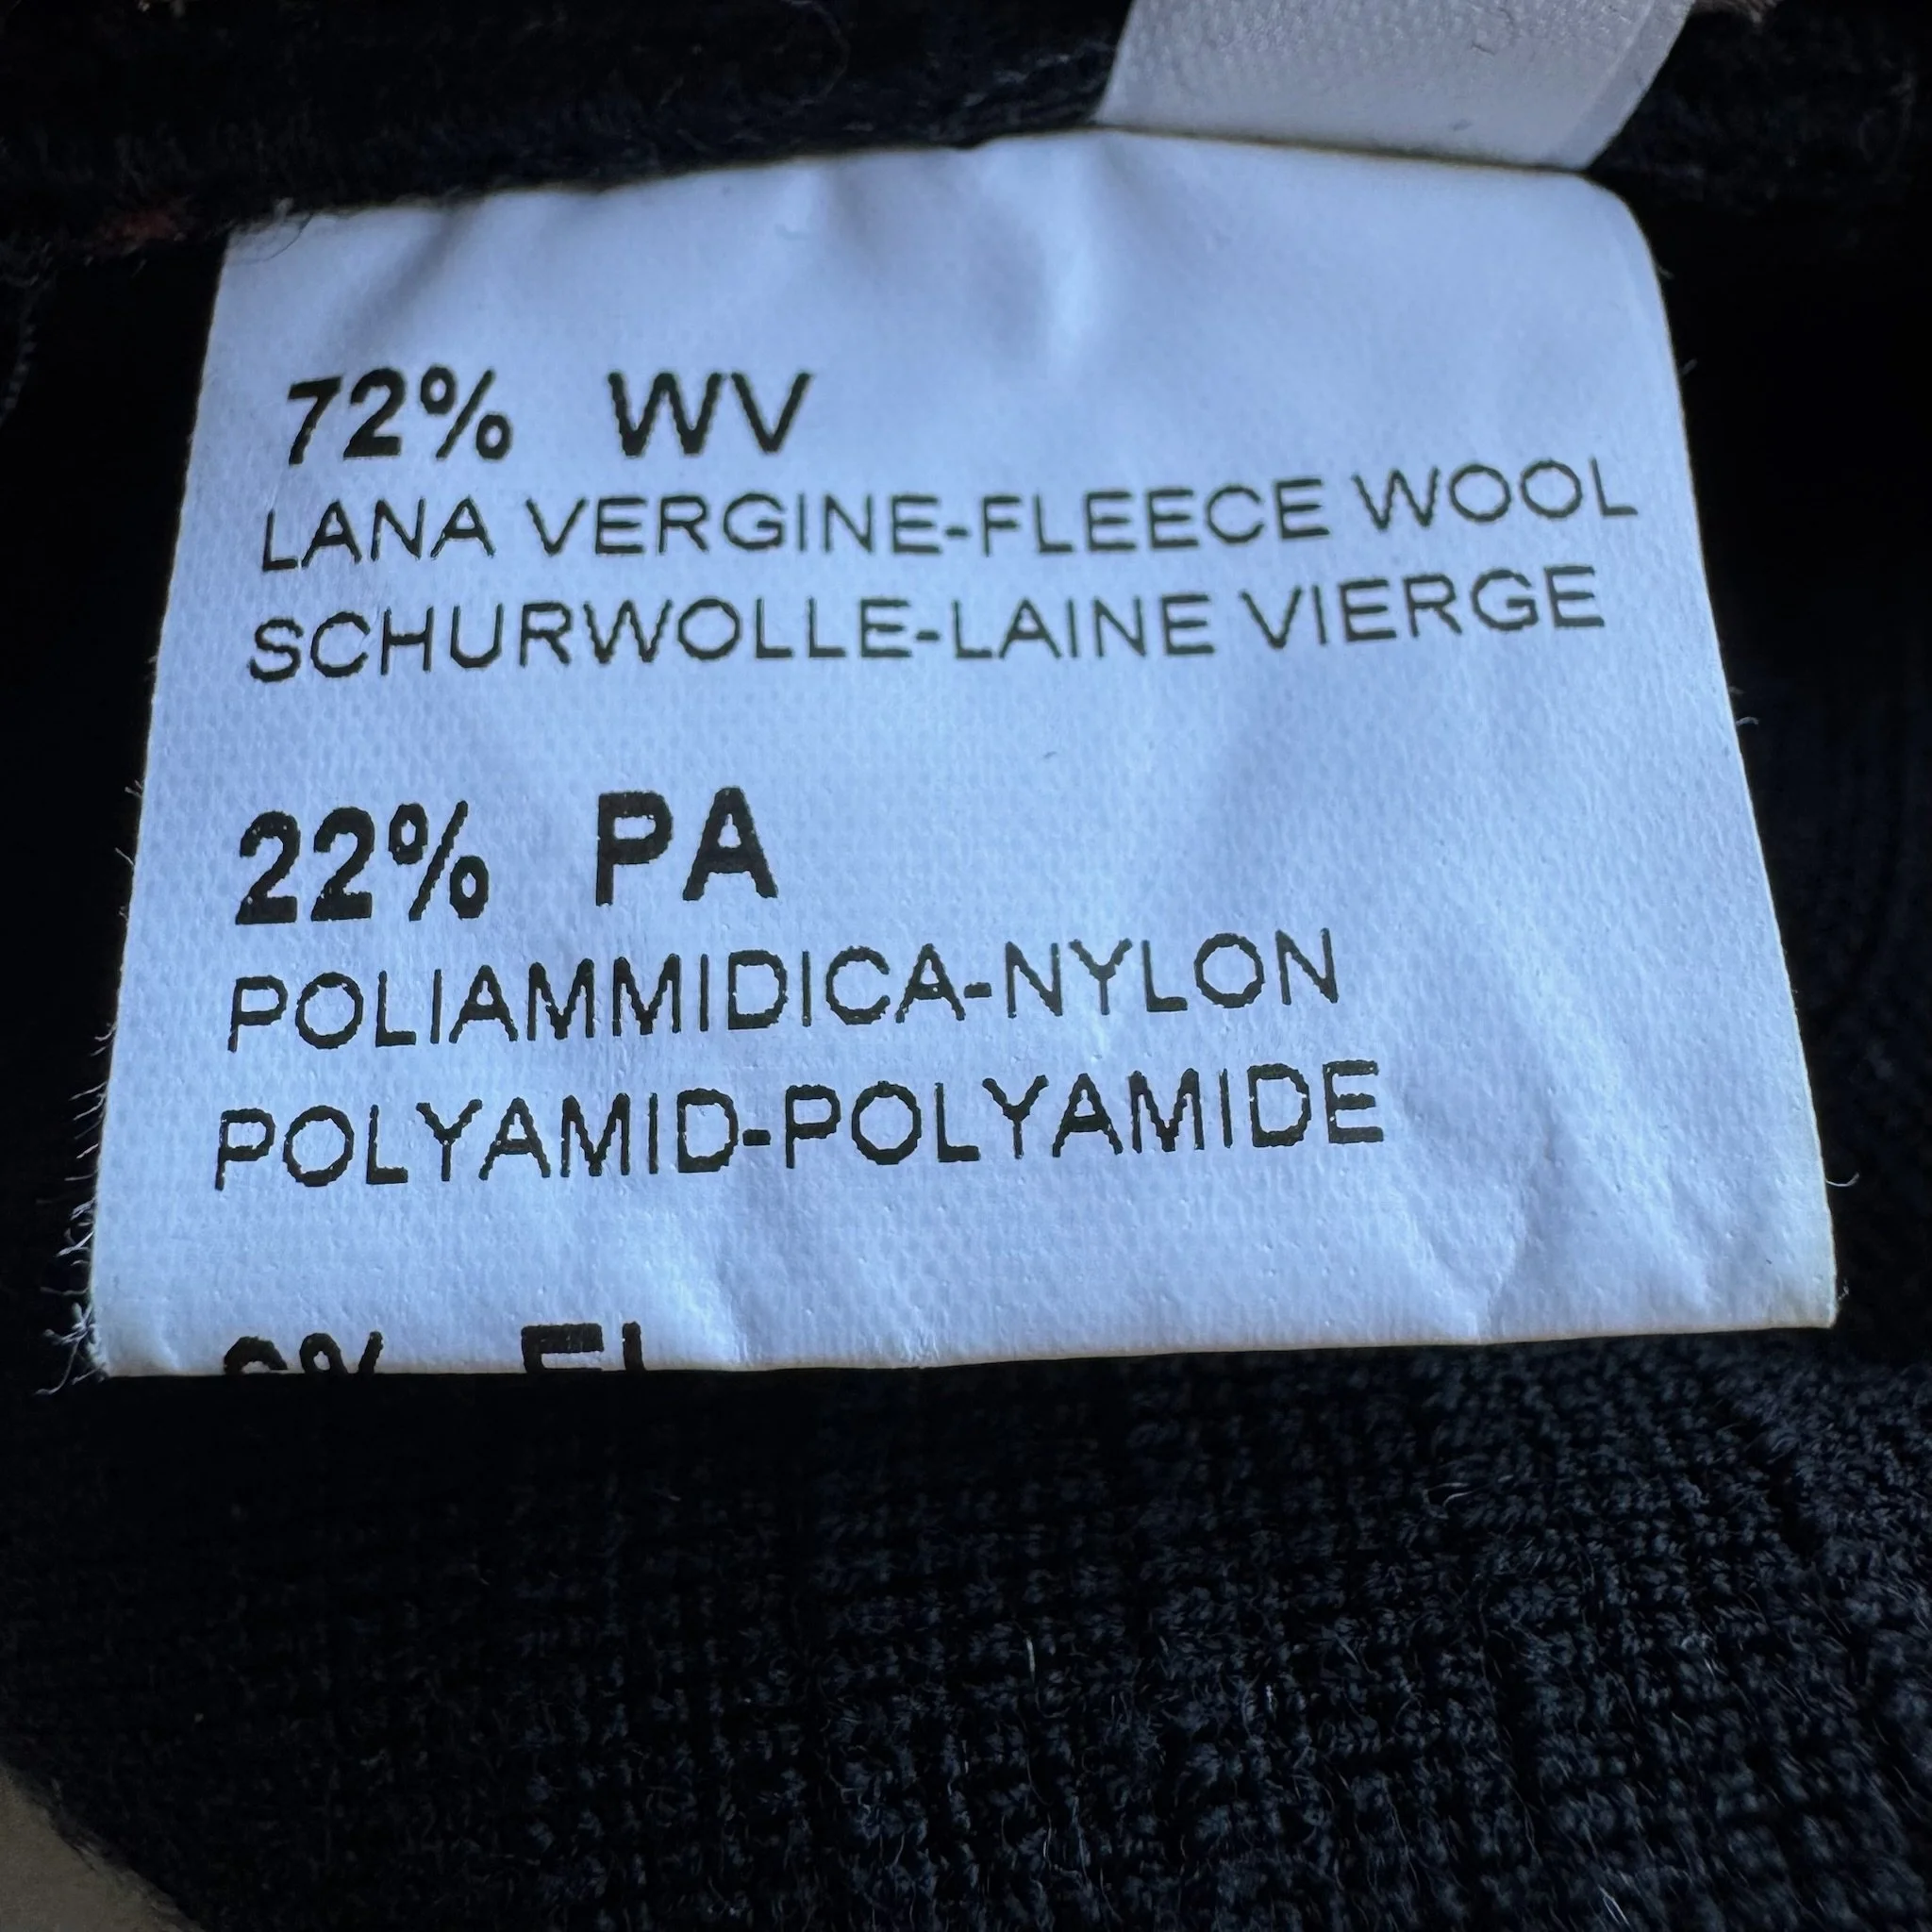 72% WV
LANA VERGINE-FLEECE WOOL
SCHURWOLLE-LAINE VIERGE
22% PA
POLIAMMIDICA-NYLON
POLYAMID-POLYAMIDE